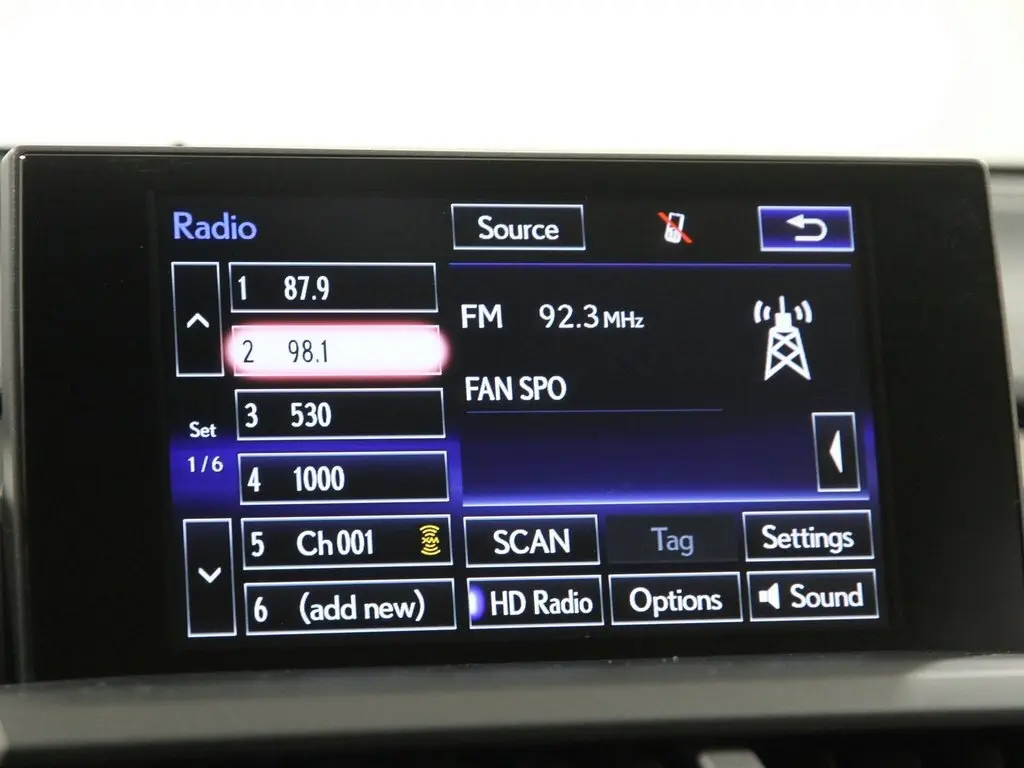 Radio
Source
1 87.9
2 98.1
3 530
Set
1/6
4 1000
5 Ch 001 XM
6 (add new)
FM 92.3 MHz
FAN SPO
SCAN
Tag
Settings
HD Radio
Options
Sound